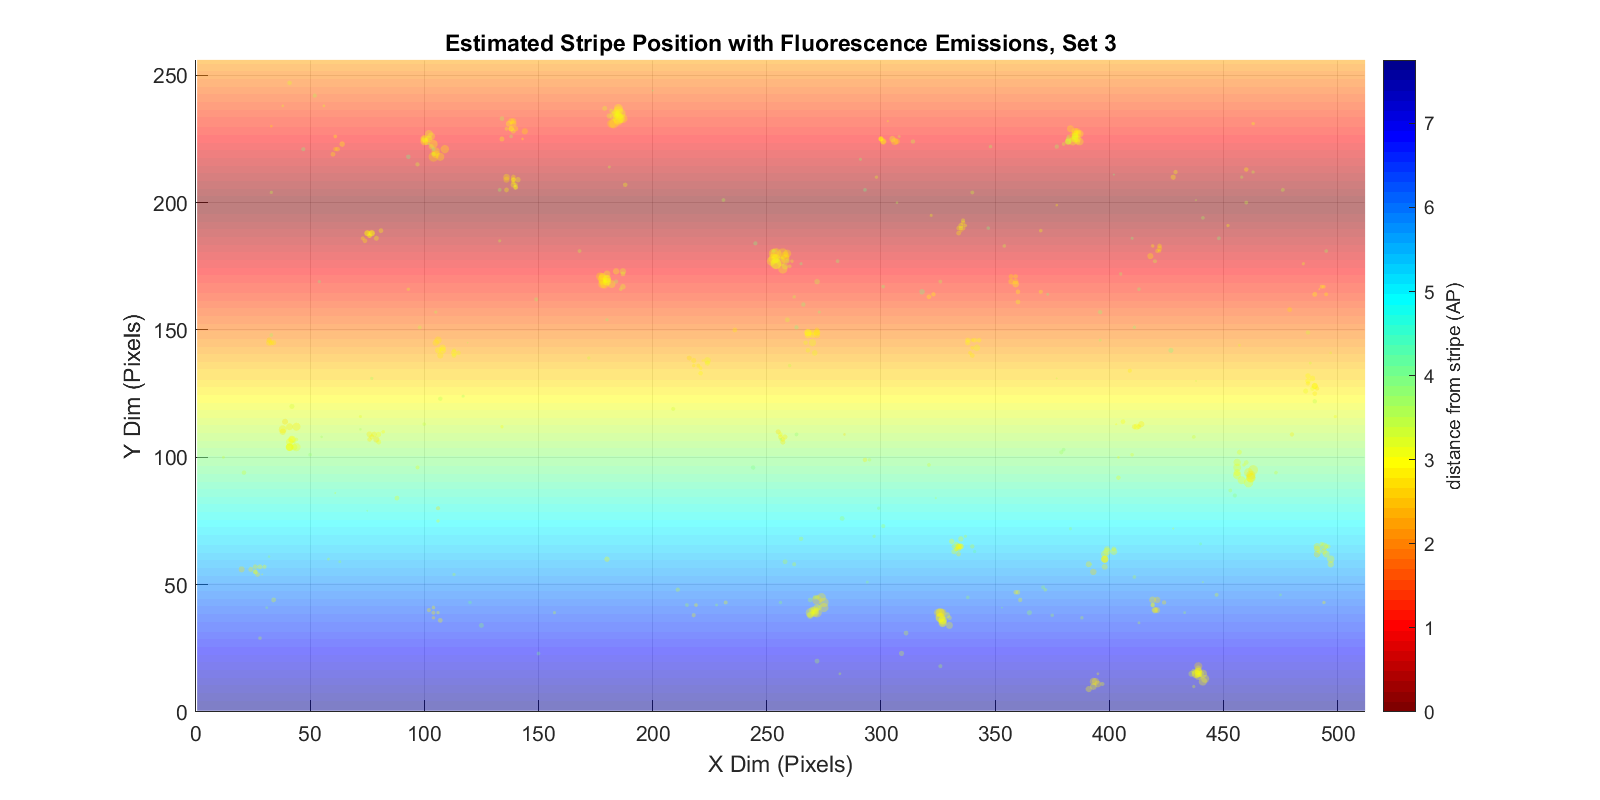 Estimated Stripe Position with Fluorescence Emissions, Set 3
250
200
150
100
50
0
Y Dim (Pixels)
0 50 100 150 200 250 300 350 400 450 500
X Dim (Pixels)
7
6
5
4
3
2
1
0
distance from stripe (AP)